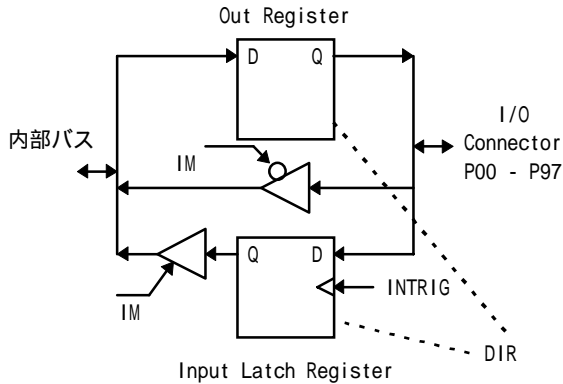 Out Register
D Q
内部バス
I/O
Connector
P00 - P97
IM
Q D
INTRIG
IM
DIR
Input Latch Register